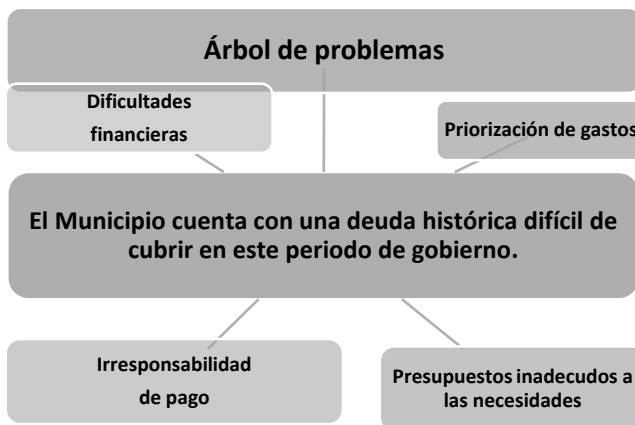 Árbol de problemas
Dificultades
financieras
Priorización de gastos
El Municipio cuenta con una deuda histórica difícil de
cubrir en este periodo de gobierno.
Irresponsabilidad
de pago
Presupuestos inadecudos a
las necesidades